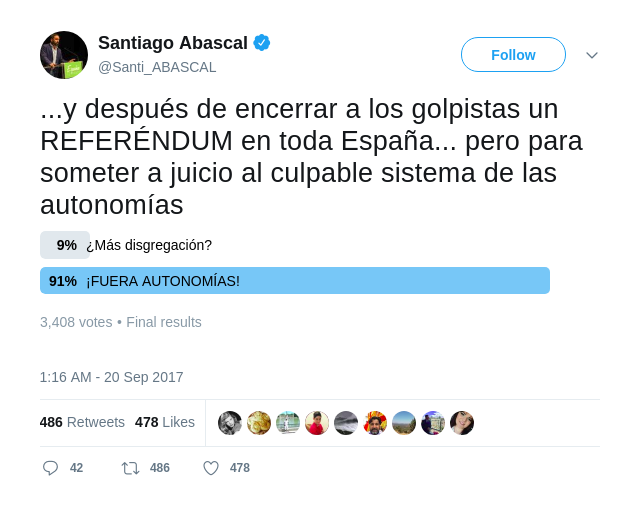 Santiago Abascal
@Santi_ABASCAL
Follow
...y después de encerrar a los golpistas un
REFERÉNDUM en toda España... pero para
someter a juicio al culpable sistema de las
autonomías
9% ¿Más disgregación?
91% ¡FUERA AUTONOMÍAS!
3,408 votes • Final results
1:16 AM - 20 Sep 2017
486 Retweets 478 Likes
42 486 478